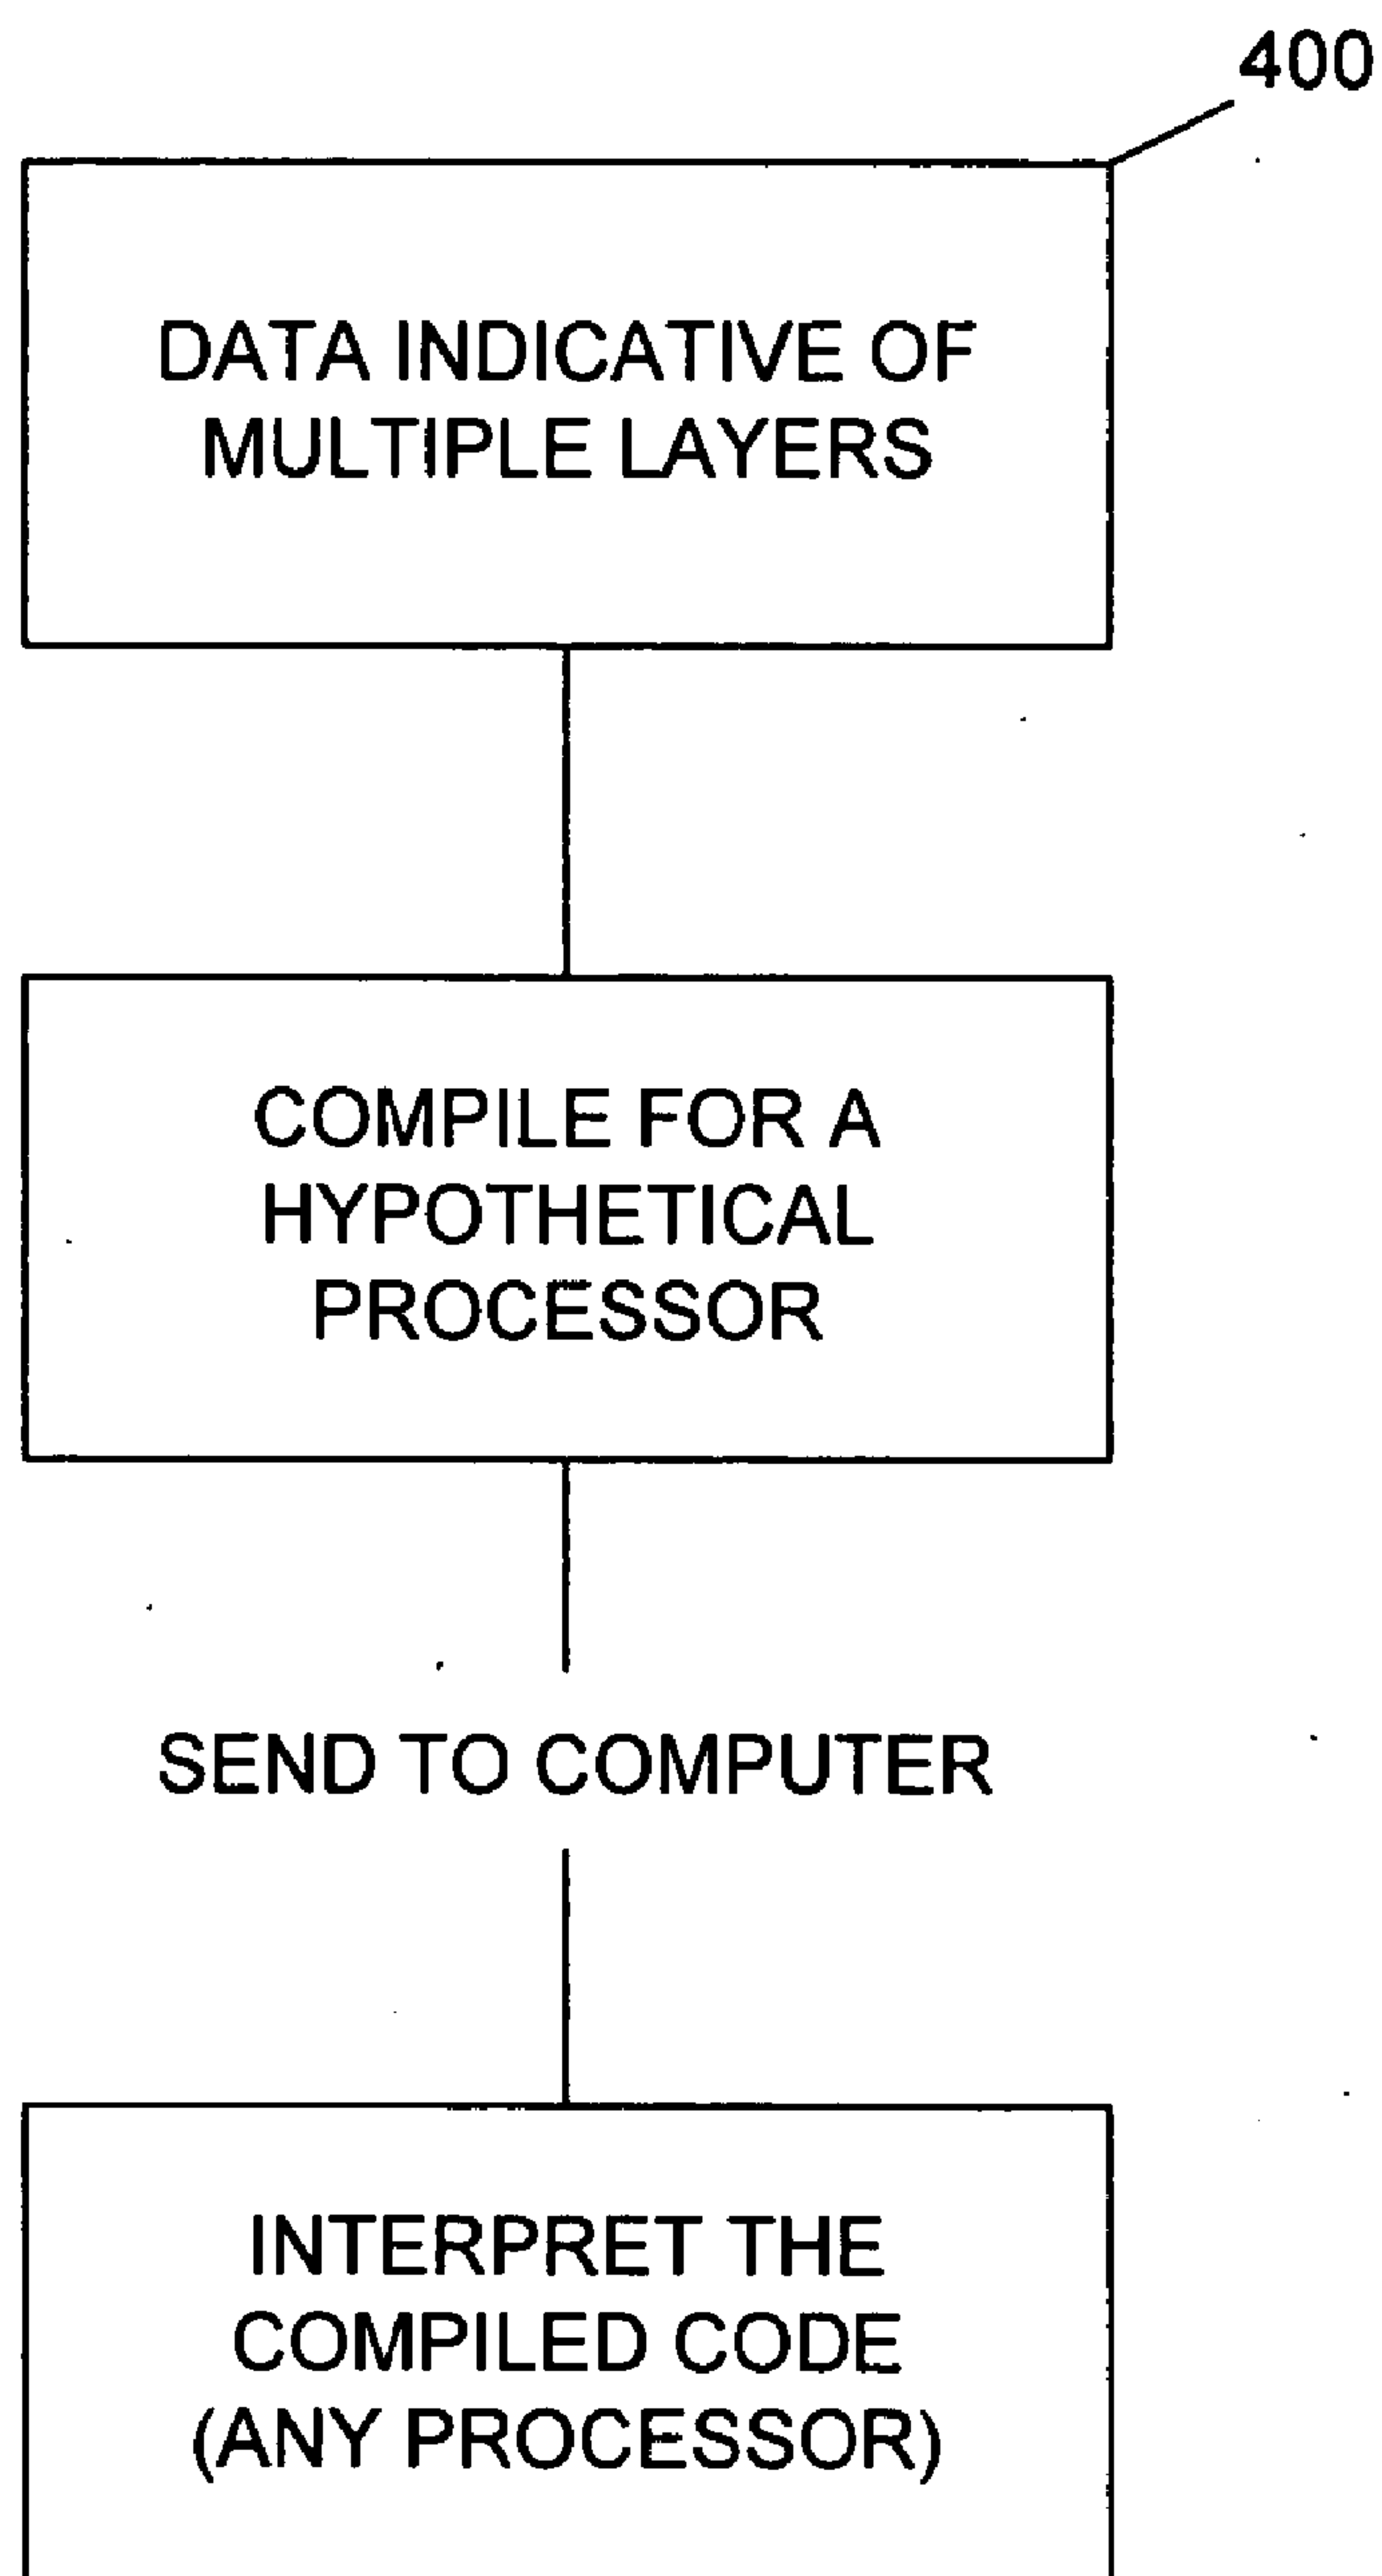 400
DATA INDICATIVE OF
MULTIPLE LAYERS
COMPILE FOR A
HYPOTHETICAL
PROCESSOR
SEND TO COMPUTER
INTERPRET THE
COMPILED CODE
(ANY PROCESSOR)